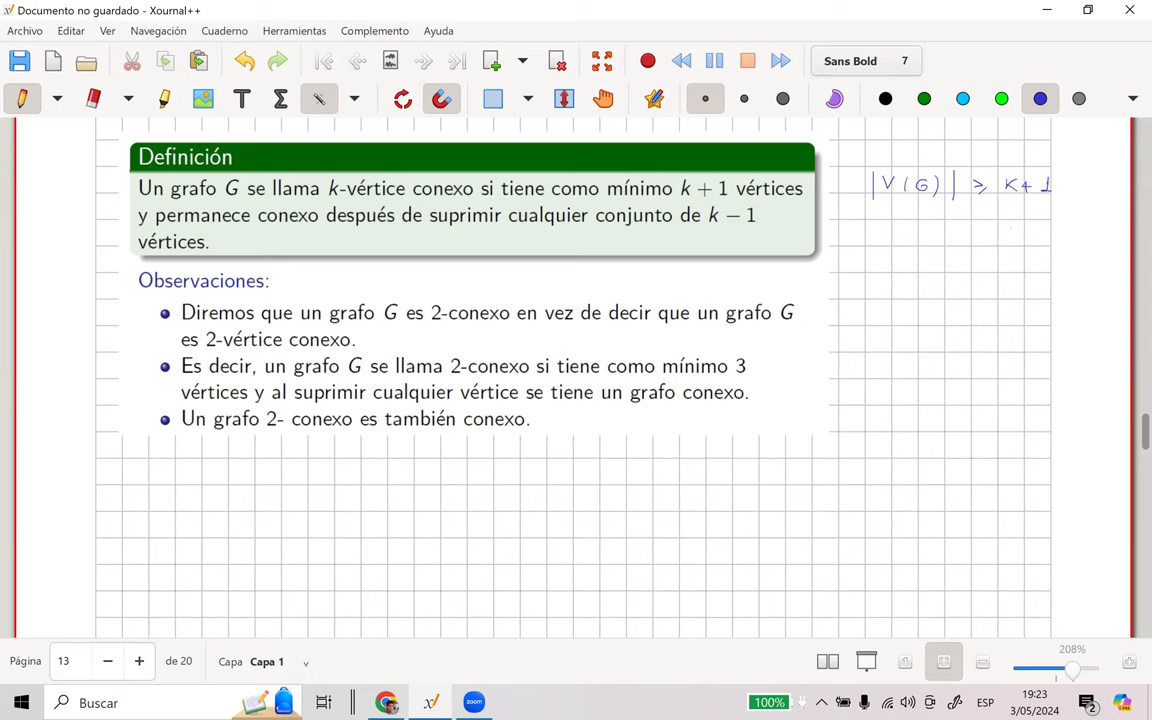 Documento no guardado - Xournal++
Archivo Editar Ver Navegación Cuaderno Herramientas Complemento Ayuda
Sans Bold 7
Definición
Un grafo G se llama k-vértice conexo si tiene como mínimo k + 1 vértices
y permanece conexo después de suprimir cualquier conjunto de k − 1
vértices.
|V(G)| ≥ K+1
Observaciones:
Diremos que un grafo G es 2-conexo en vez de decir que un grafo G
es 2-vértice conexo.
Es decir, un grafo G se llama 2-conexo si tiene como mínimo 3
vértices y al suprimir cualquier vértice se tiene un grafo conexo.
Un grafo 2- conexo es también conexo.
Página 13 de 20 Capa Capa 1 208%
Buscar zoom 100% ESP 19:23
3/05/2024 2